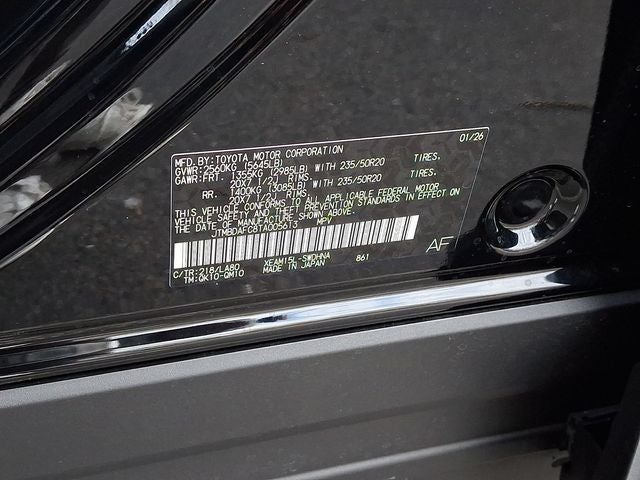 01/26
MFD. BY: TOYOTA MOTOR CORPORATION
GVWR: 2560KG (5645LB)
GAWR: FRT. 1355KG (2985LB) WITH 235/50R20 TIRES.
20X7 1/2J RIMS
RR. 1400KG (3085LB) WITH 235/50R20 TIRES.
20X7 1/2J RIMS
THIS VEHICLE CONFORMS TO ALL APPLICABLE FEDERAL MOTOR
VEHICLE SAFETY AND THEFT PREVENTION STANDARDS IN EFFECT ON
THE DATE OF MANUFACTURE SHOWN ABOVE.
JTMBDAFC8TA005613 MPV
C/TR: 218/LA80 XEAM15L-SWDHNA 861
TM: QK10-QM10 MADE IN JAPAN
AF